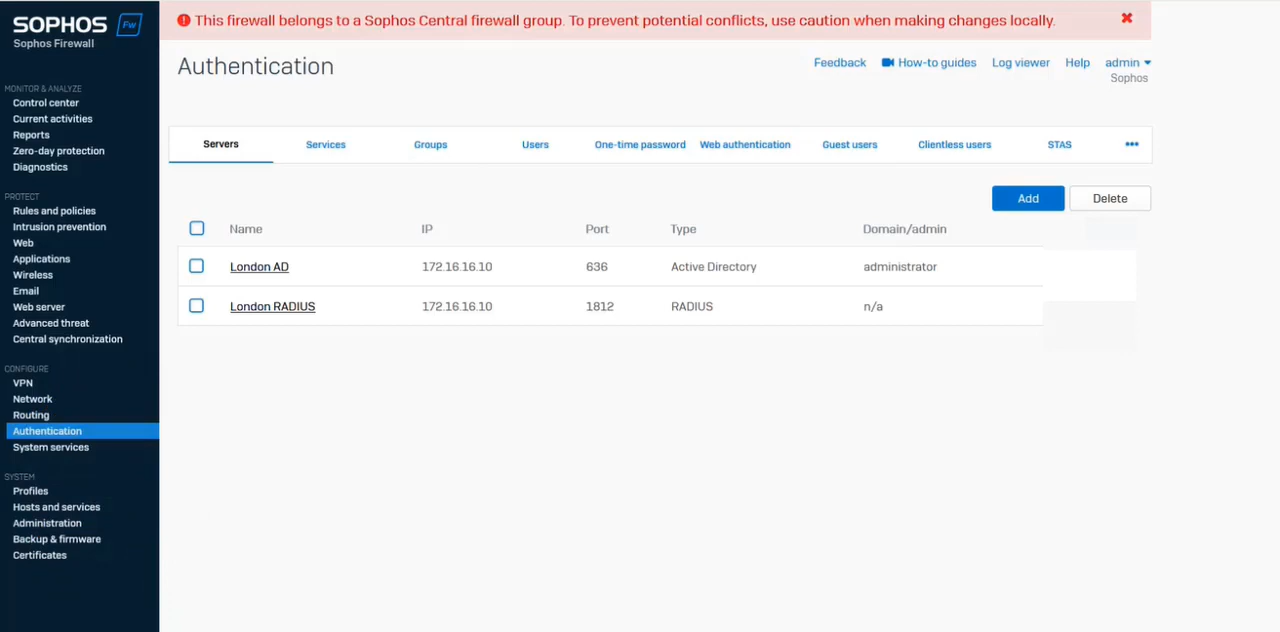 SOPHOS Fw
Sophos Firewall
This firewall belongs to a Sophos Central firewall group. To prevent potential conflicts, use caution when making changes locally.
Authentication
Feedback How-to guides Log viewer Help admin
Sophos
MONITOR & ANALYZE
Control center
Current activities
Reports
Zero-day protection
Diagnostics
PROTECT
Rules and policies
Intrusion prevention
Web
Applications
Wireless
Email
Web server
Advanced threat
Central synchronization
CONFIGURE
VPN
Network
Routing
Authentication
System services
SYSTEM
Profiles
Hosts and services
Administration
Backup & firmware
Certificates
Servers Services Groups Users One-time password Web authentication Guest users Clientless users STAS •••
Add Delete
Name IP Port Type Domain/admin
London AD 172.16.16.10 636 Active Directory administrator
London RADIUS 172.16.16.10 1812 RADIUS n/a